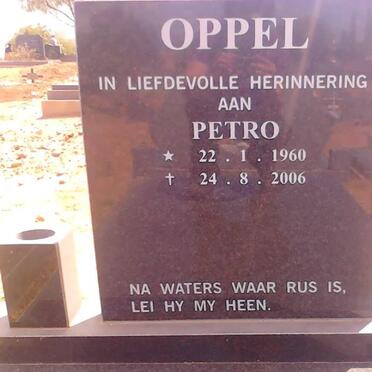 OPPEL
IN LIEFDEVOLLE HERINNERING
AAN
PETRO
★ 22 . 1 . 1960
✝ 24 . 8 . 2006
NA WATERS WAAR RUS IS,
LEI HY MY HEEN.